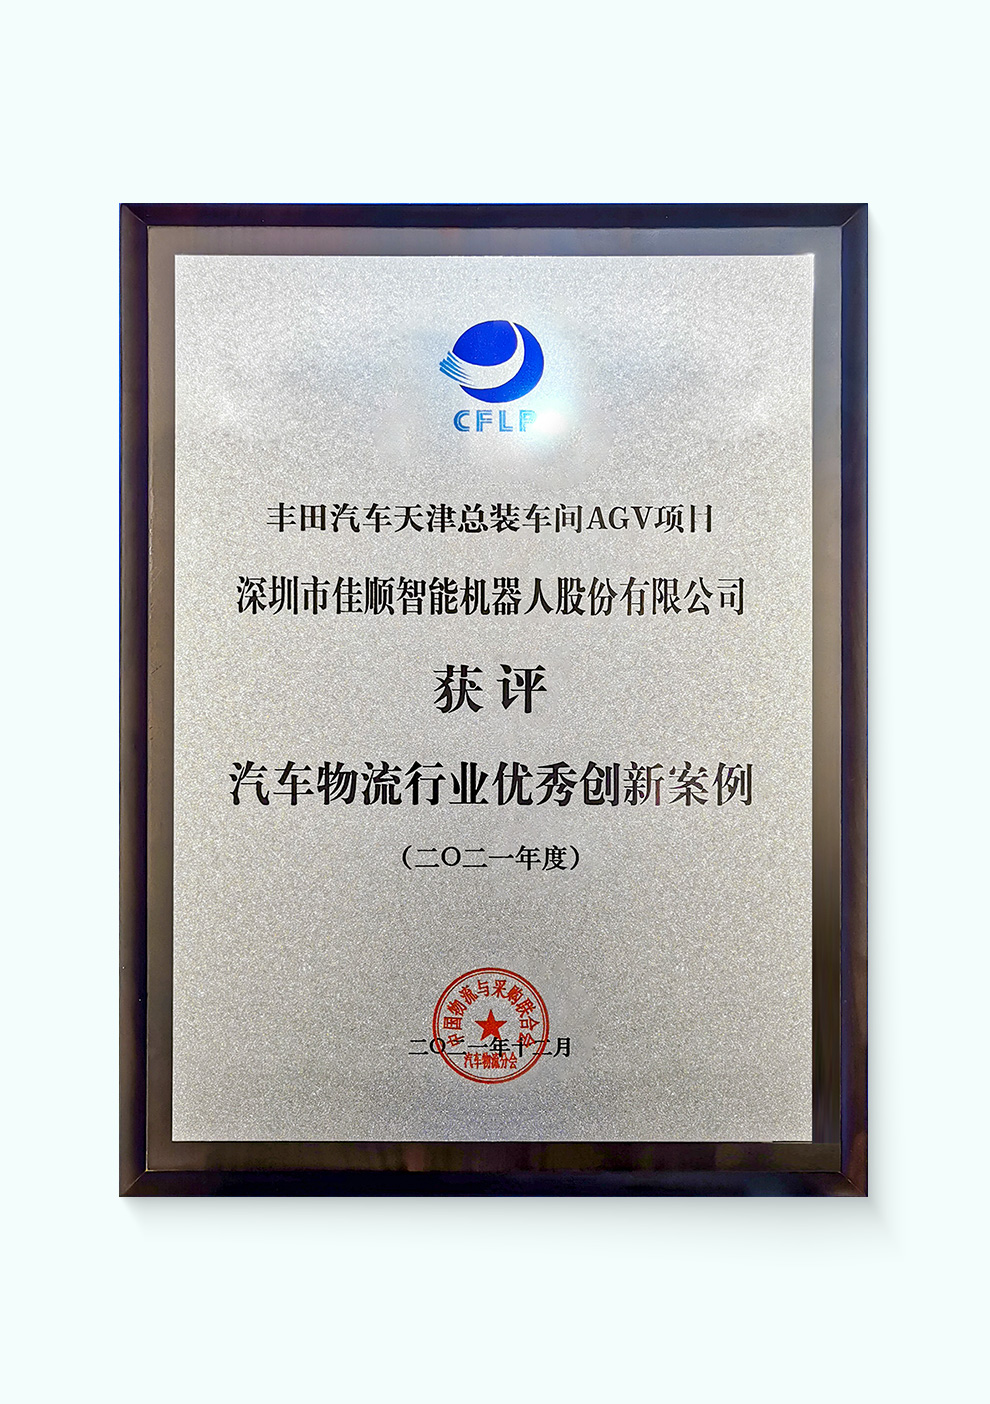 CFLP
丰田汽车天津总装车间AGV项目
深圳市佳顺智能机器人股份有限公司
获评
汽车物流行业优秀创新案例
（二〇二一年度）
中国物流与采购联合会
二〇二一年十二月
汽车物流分会